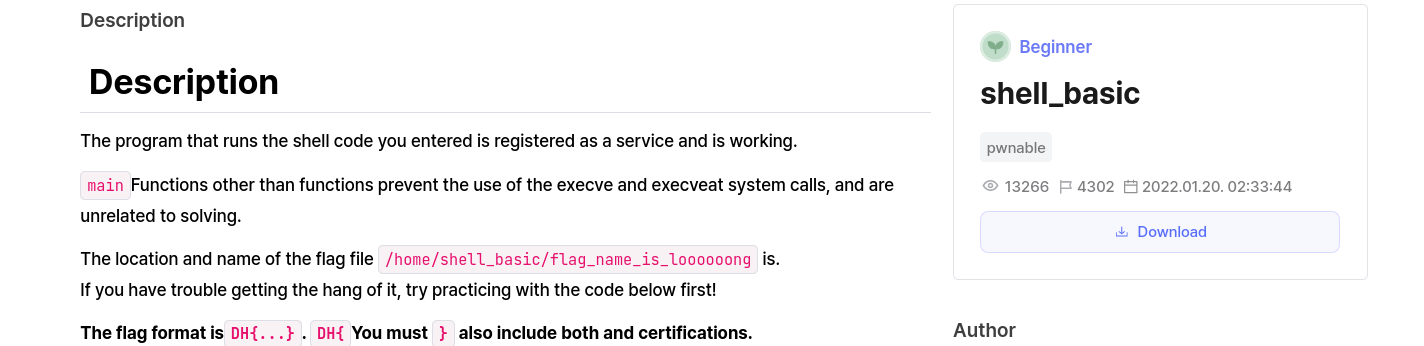 Description
Description
The program that runs the shell code you entered is registered as a service and is working.
main Functions other than functions prevent the use of the execve and execveat system calls, and are
unrelated to solving.
The location and name of the flag file /home/shell_basic/flag_name_is_loooooong is.
If you have trouble getting the hang of it, try practicing with the code below first!
The flag format is DH{...}. DH{ You must } also include both and certifications.
Beginner
shell_basic
pwnable
13266 4302 2022.01.20. 02:33:44
Download
Author